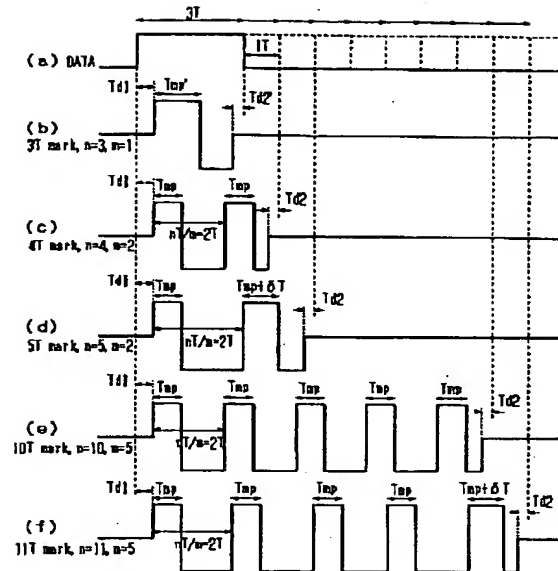 3T
1T
(a) DATA
Td1 Tmp' Td2'
(b)
3T mark, n=3, m=1
Td1 Tmp Tmp Td2
(c) nT/m=2T
4T mark, n=4, m=2
Td1 Tmp Tmp+δT Td2
(d) nT/m=2T
5T mark, n=5, m=2
Td1 Tmp Tmp Tmp Tmp Tmp Td2
(e) nT/m=2T
10T mark, n=10, m=5
Td1 Tmp Tmp Tmp Tmp Tmp+δT Td2
(f) nT/m=2T
11T mark, n=11, m=5